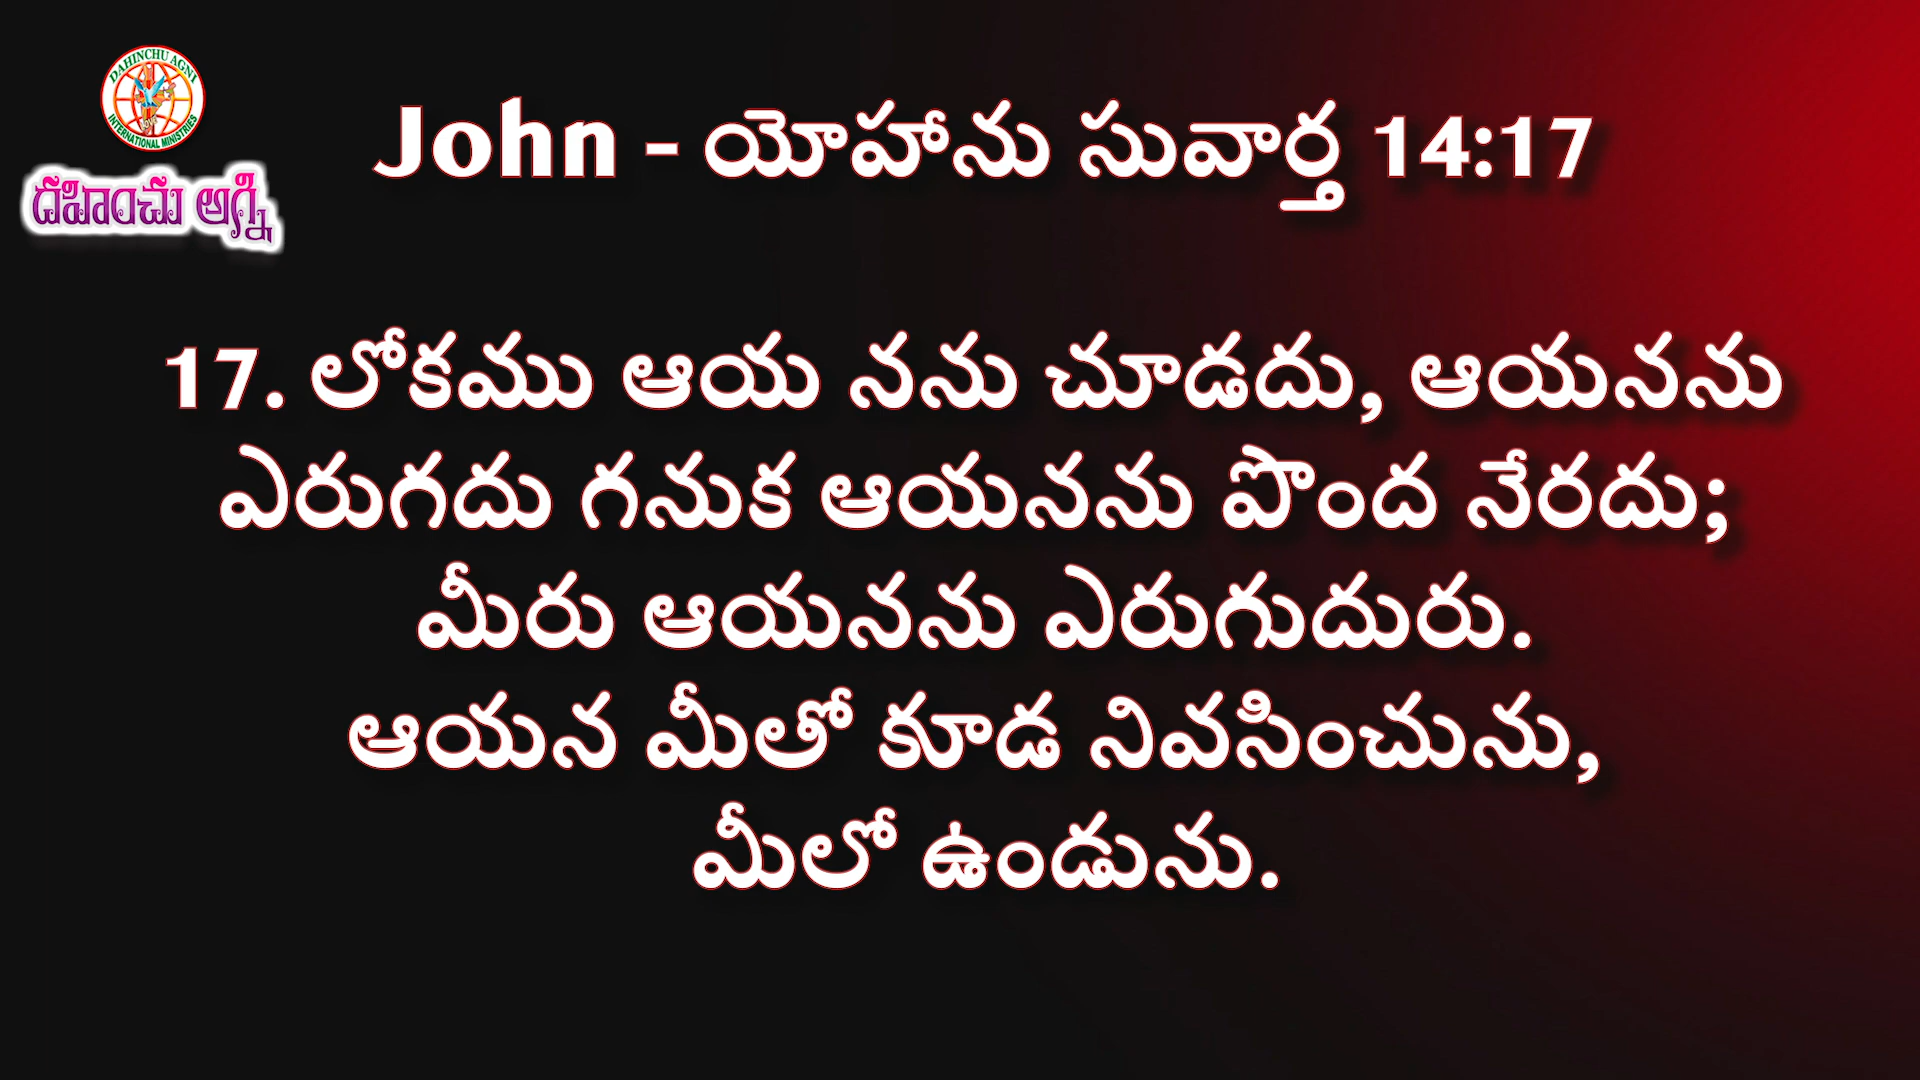 DAHINCHU AGNI
INTERNATIONAL MINISTRIES
దహించు అగ్ని
John - యోహాను సువార్త 14:17
17. లోకము ఆయ నను చూడదు, ఆయనను
ఎరుగదు గనుక ఆయనను పొంద నేరదు;
మీరు ఆయనను ఎరుగుదురు.
ఆయన మీతో కూడ నివసించును,
మీలో ఉండును.